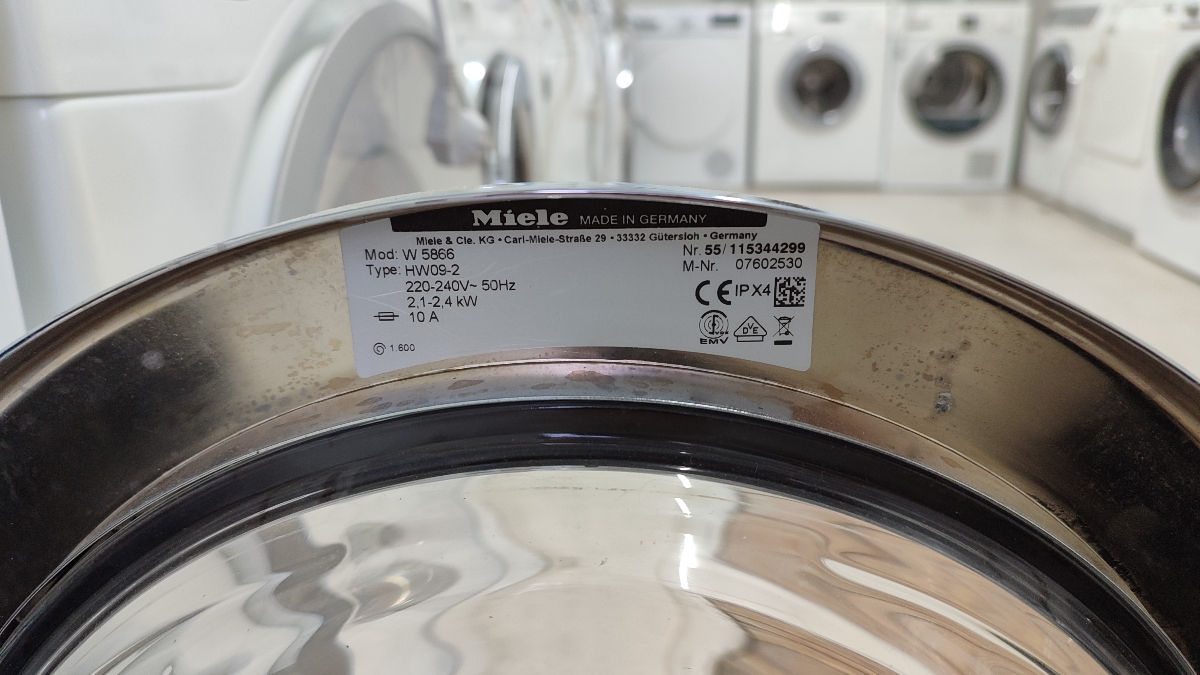 Miele MADE IN GERMANY
Miele & Cie. KG • Carl-Miele-Straße 29 • 33332 Gütersloh • Germany
Mod: W 5866
Type: HW09-2
220-240V~ 50Hz
2,1-2,4 kW
10 A
1.600
Nr. 55/115344299
M-Nr. 07602530
CE IPX4
EMV
DVE